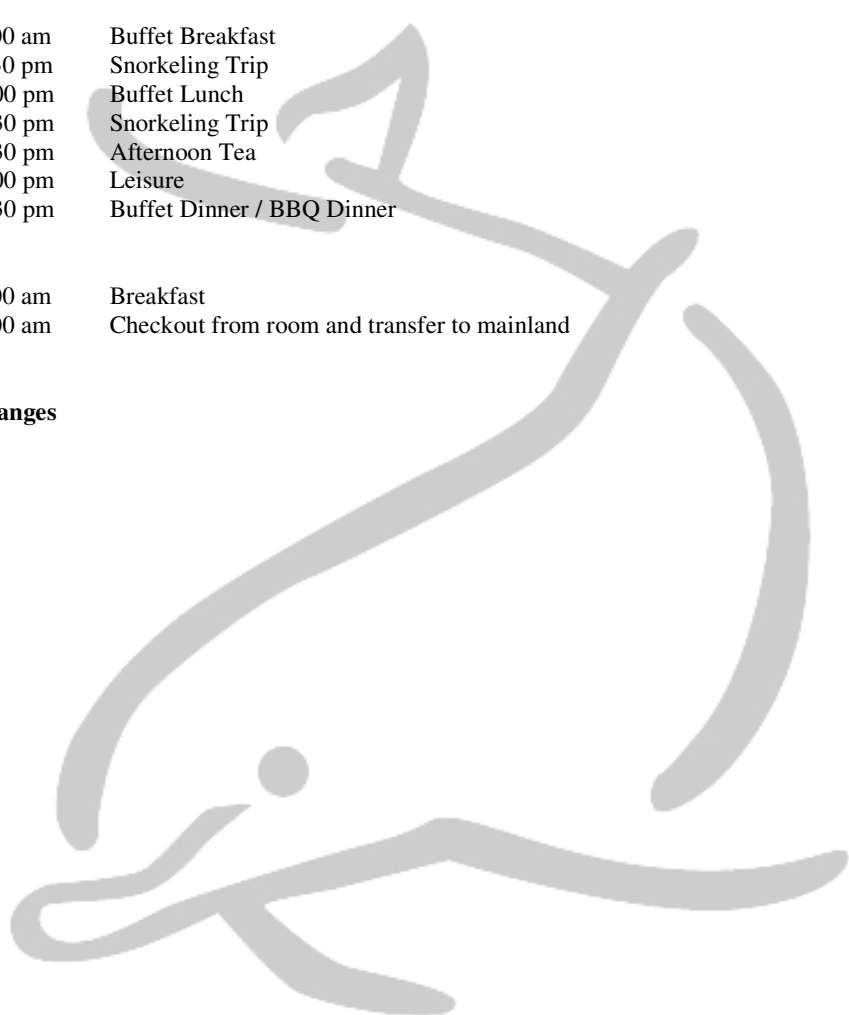 00 am Buffet Breakfast
0 pm Snorkeling Trip
00 pm Buffet Lunch
30 pm Snorkeling Trip
30 pm Afternoon Tea
00 pm Leisure
30 pm Buffet Dinner / BBQ Dinner
00 am Breakfast
00 am Checkout from room and transfer to mainland
anges